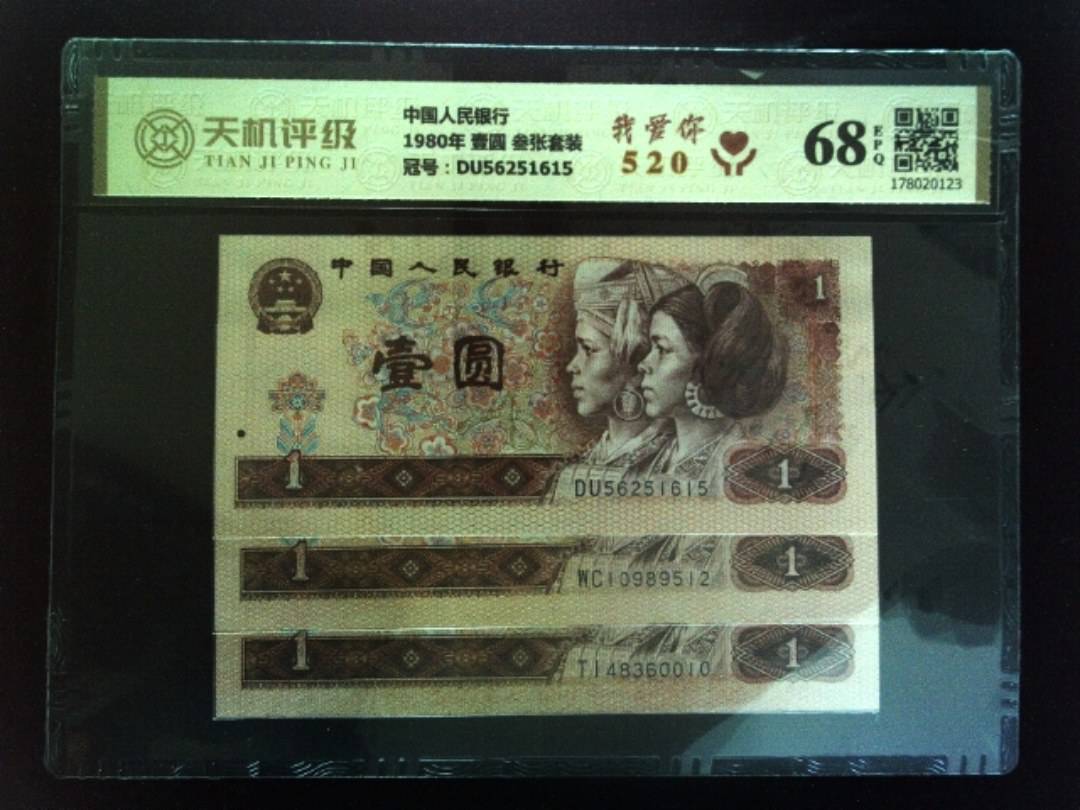 天机评级
TIAN JI PING JI
中国人民银行
1980年 壹圆 叁张套装
冠号：DU56251615
我爱你
520
68
EPQ
178020123
中国人民银行
1
壹圆
1
DU56251615
1
1
WC10989512
1
1
TI48360010
1